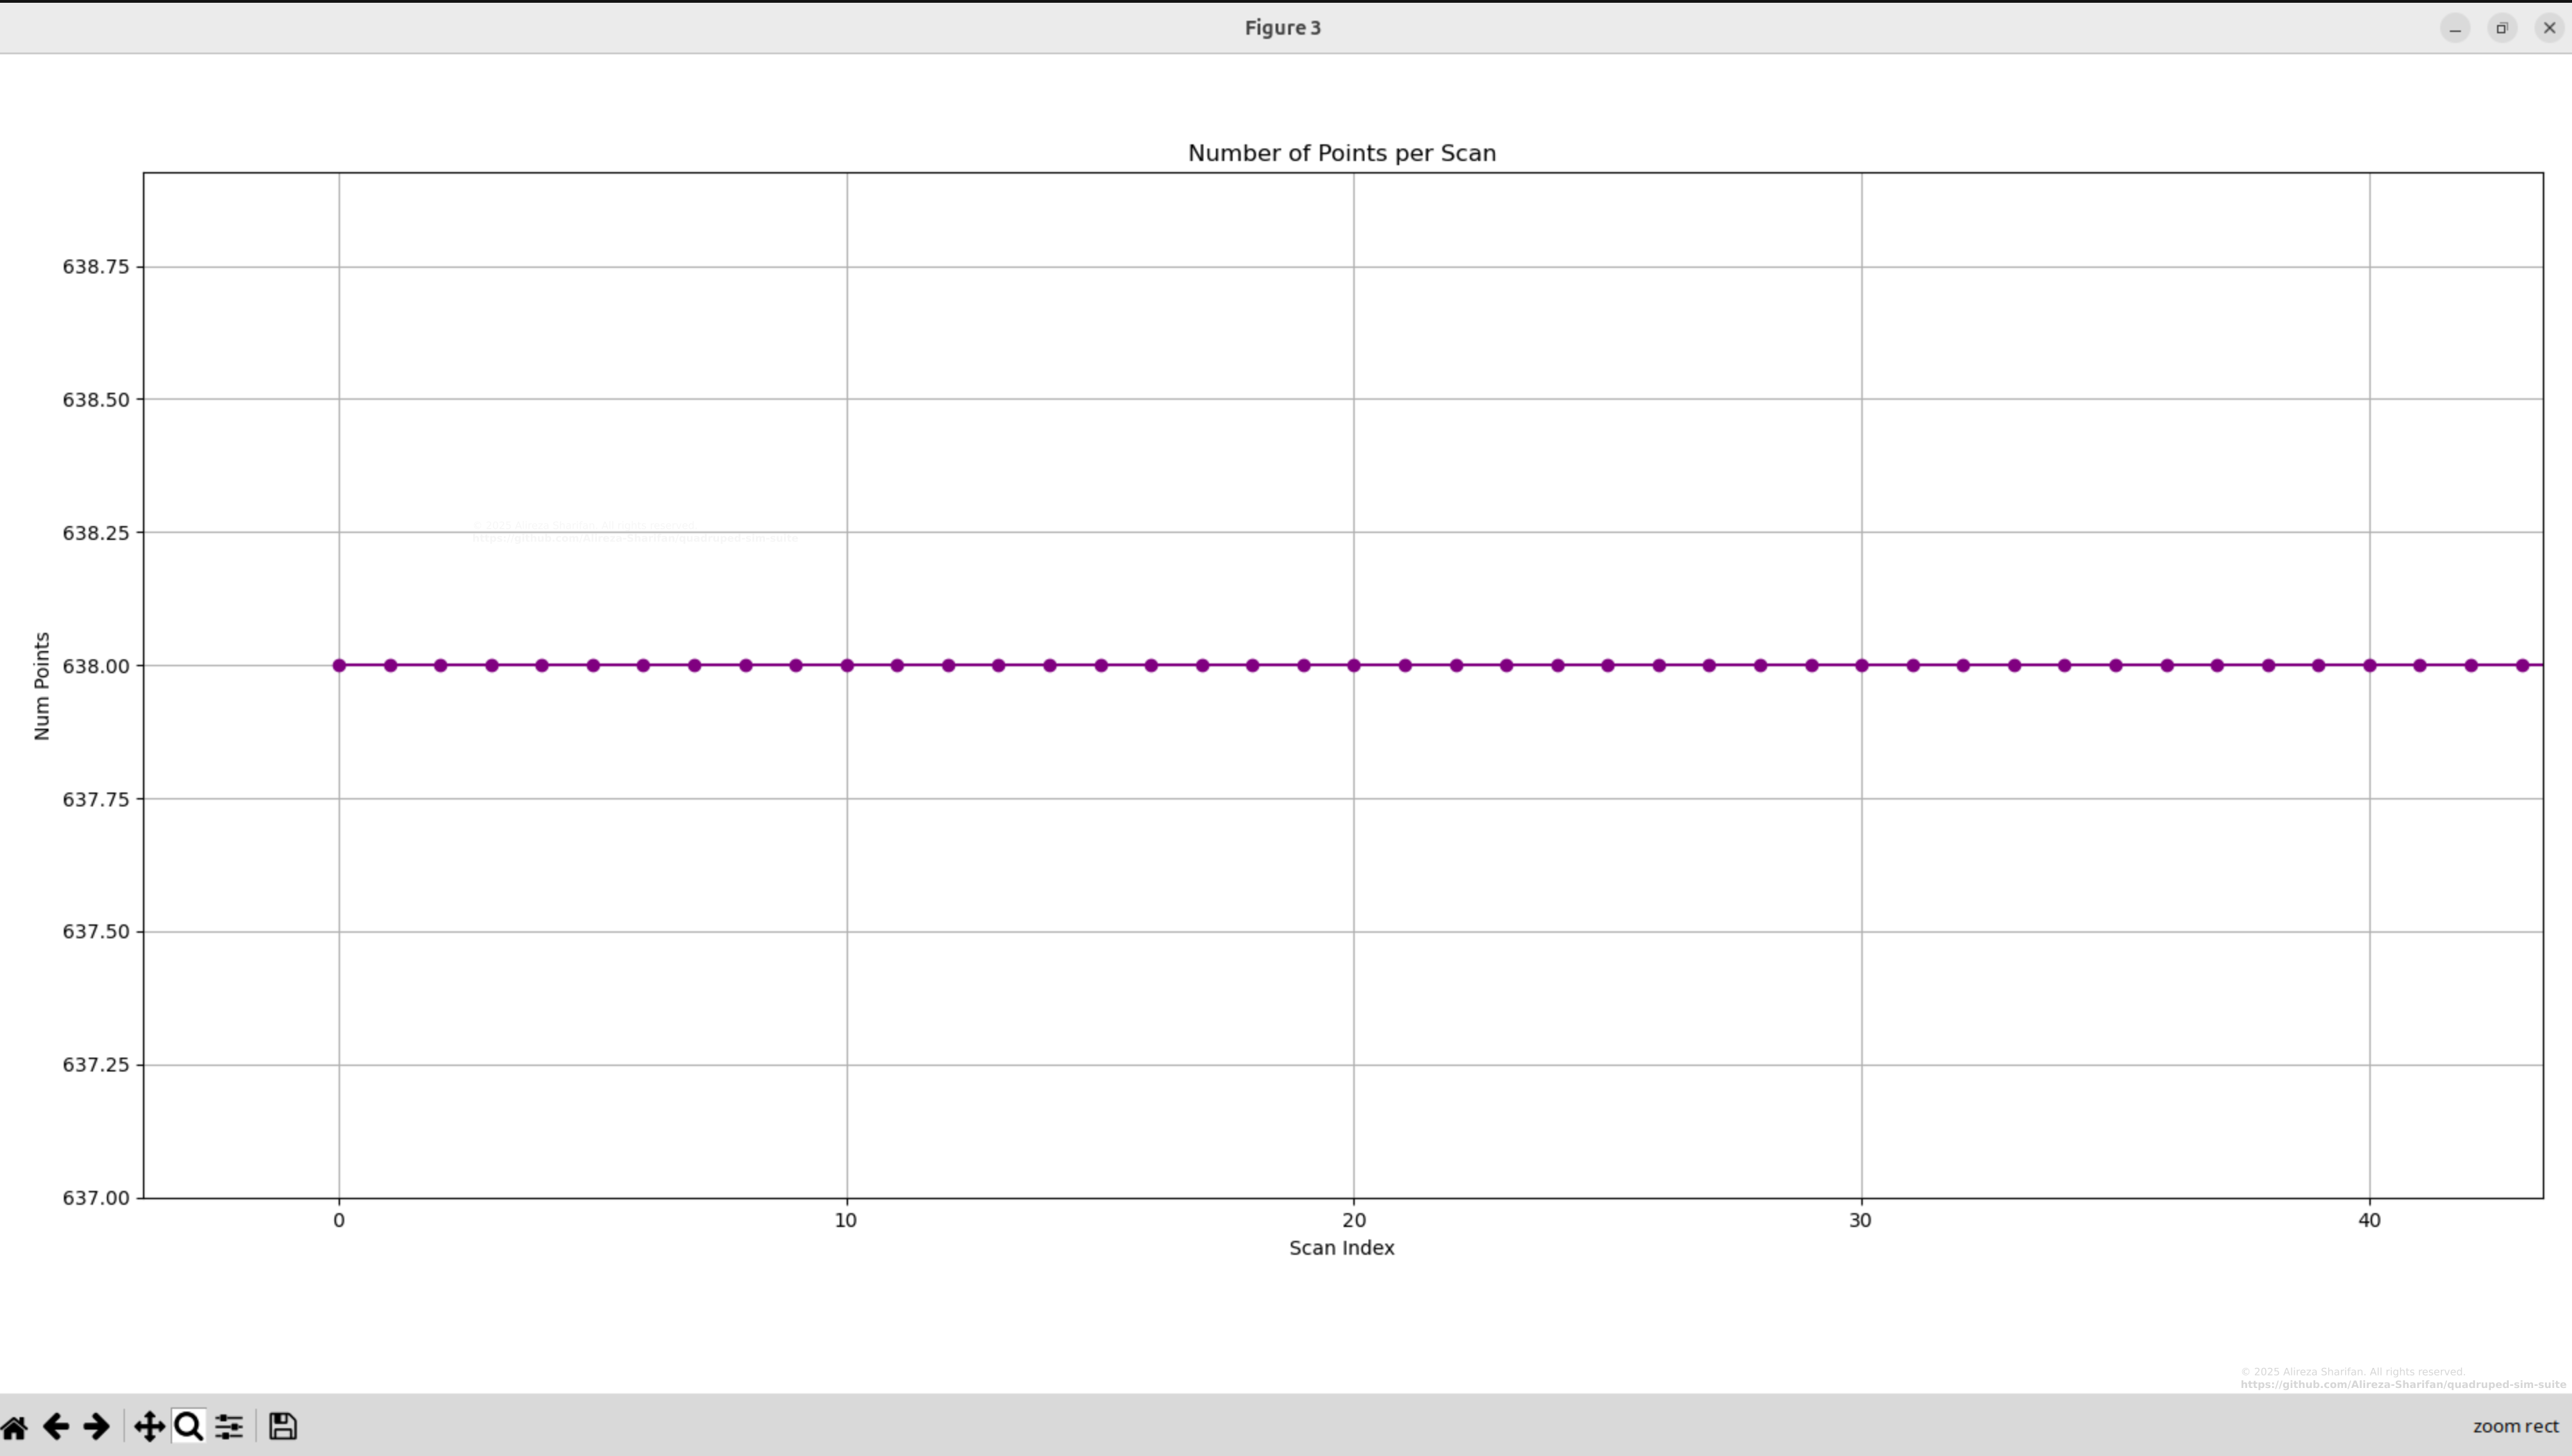 Figure 3
Number of Points per Scan
638.75
638.50
638.25
638.00
637.75
637.50
637.25
637.00
Num Points
© 2025 Alireza Sharifan. All rights reserved.
https://github.com/Alireza-Sharifan/quadruped-sim-suite
0 10 20 30 40
Scan Index
© 2025 Alireza Sharifan. All rights reserved.
https://github.com/Alireza-Sharifan/quadruped-sim-suite
zoom rect